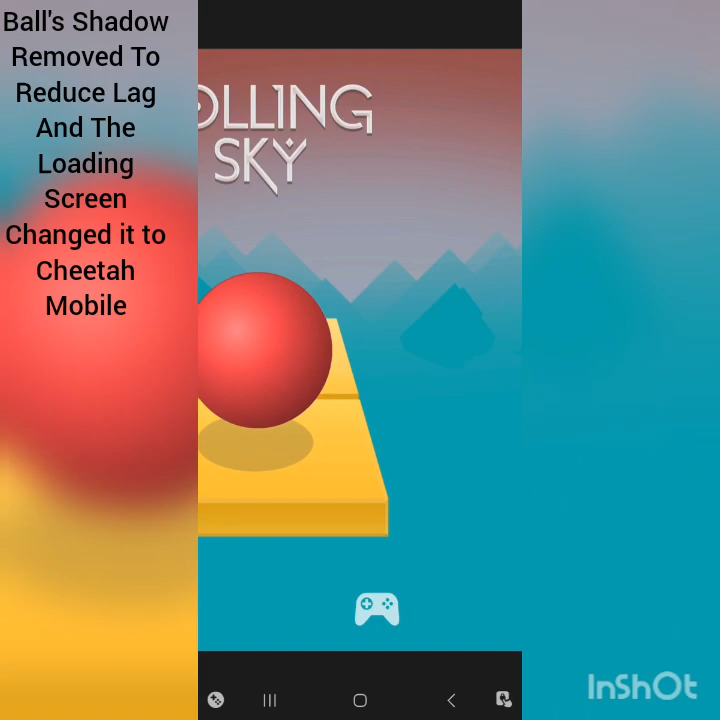 Ball's Shadow
Removed To
Reduce Lag
And The
Loading
Screen
Changed it to
Cheetah
Mobile
OLLING
SKY
InShOt